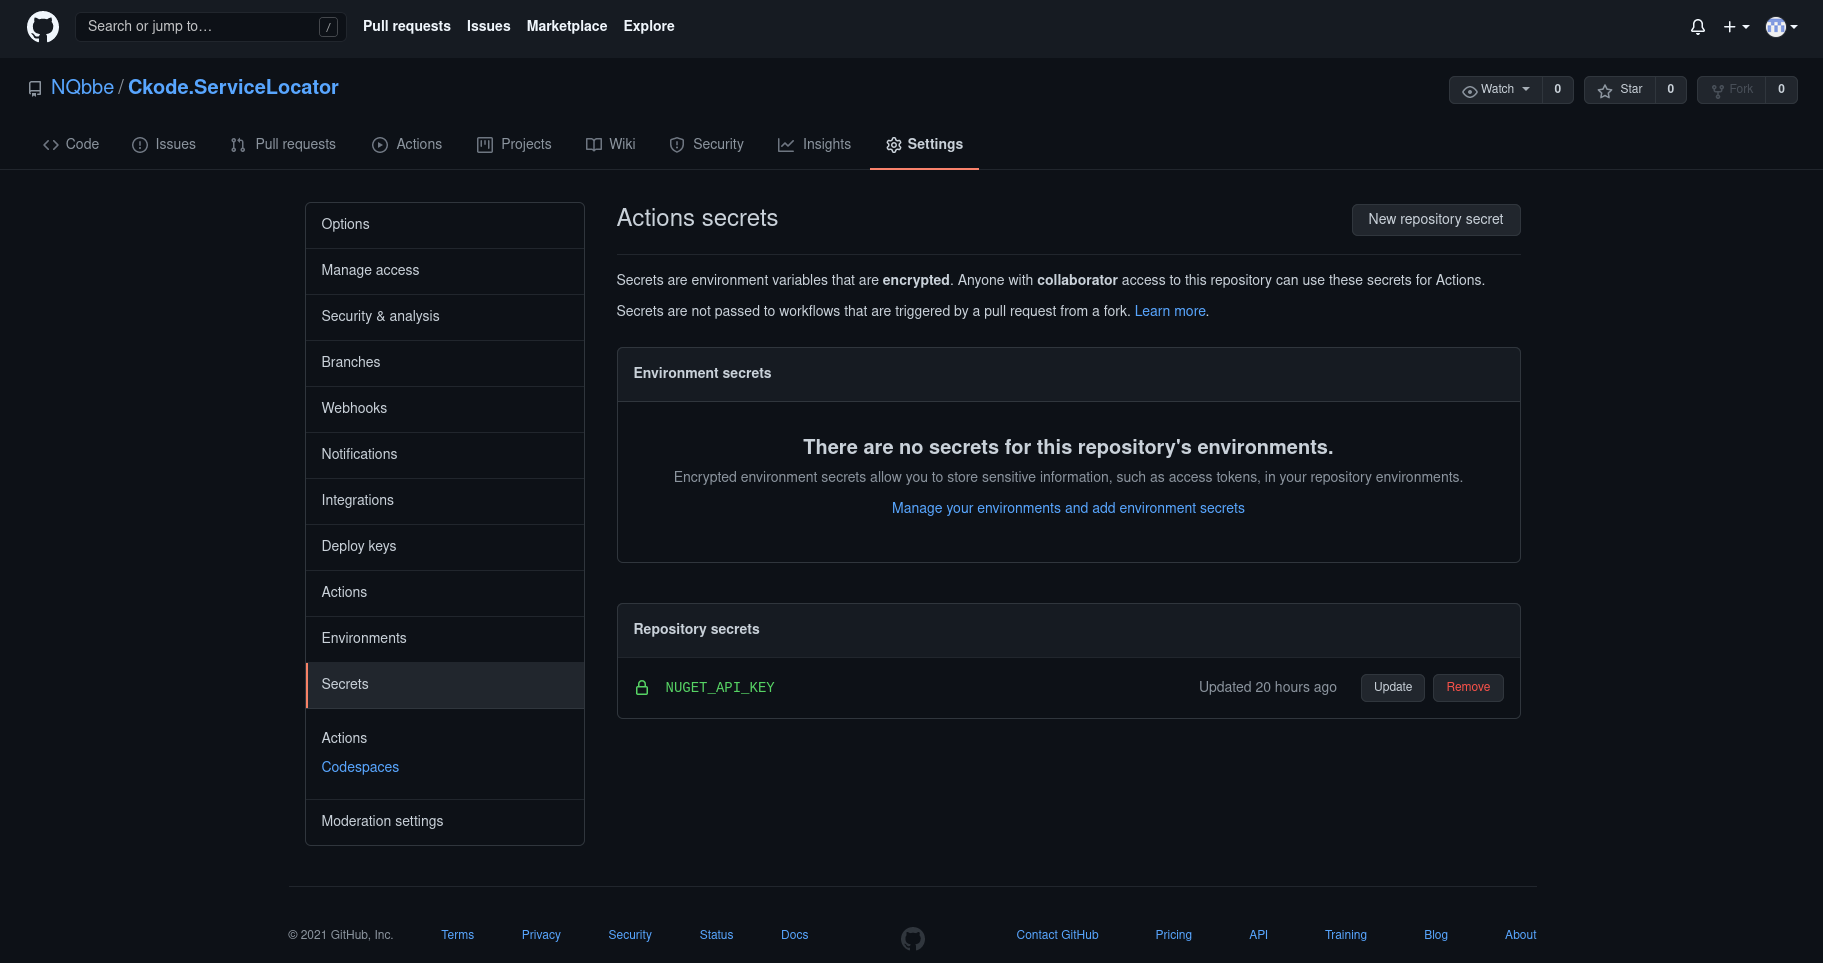 Search or jump to… /
Pull requests Issues Marketplace Explore
NQbbe / Ckode.ServiceLocator
Watch 0 Star 0 Fork 0
Code Issues Pull requests Actions Projects Wiki Security Insights Settings
Options
Manage access
Security & analysis
Branches
Webhooks
Notifications
Integrations
Deploy keys
Actions
Environments
Secrets
Actions
Codespaces
Moderation settings
Actions secrets
New repository secret
Secrets are environment variables that are encrypted. Anyone with collaborator access to this repository can use these secrets for Actions.
Secrets are not passed to workflows that are triggered by a pull request from a fork. Learn more.
Environment secrets
There are no secrets for this repository's environments.
Encrypted environment secrets allow you to store sensitive information, such as access tokens, in your repository environments.
Manage your environments and add environment secrets
Repository secrets
NUGET_API_KEY Updated 20 hours ago Update Remove
© 2021 GitHub, Inc. Terms Privacy Security Status Docs Contact GitHub Pricing API Training Blog About